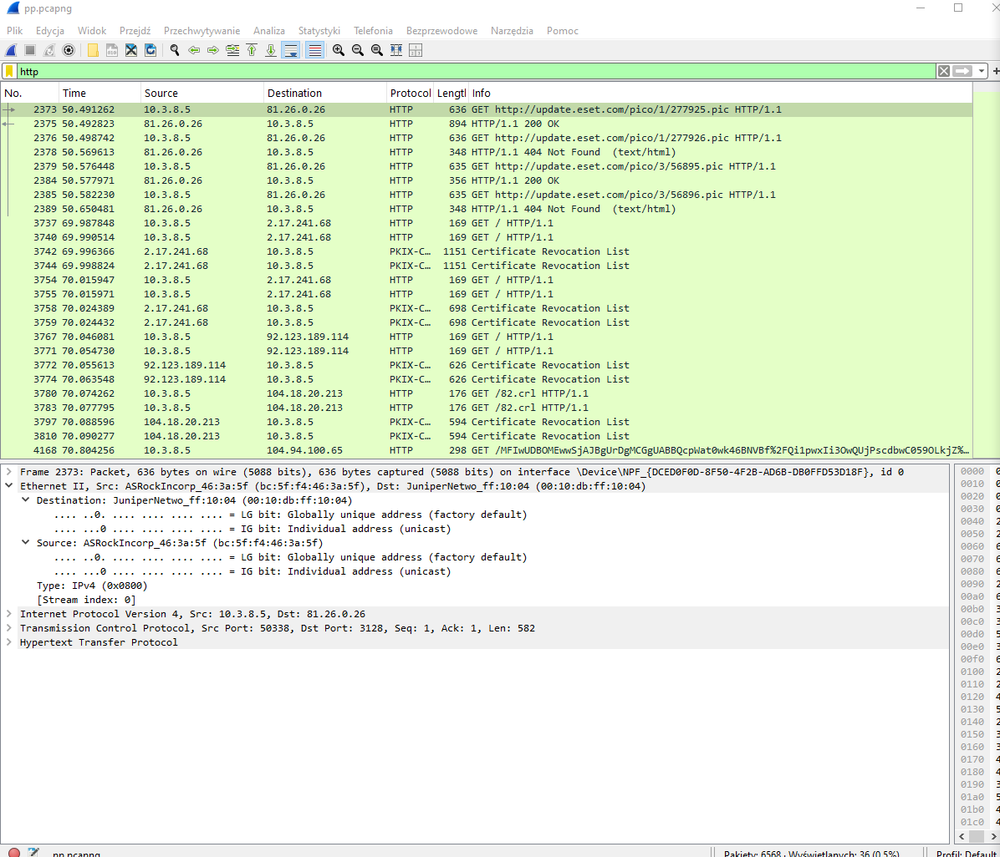 pp.pcapng
Plik Edycja Widok Przejdź Przechwytywanie Analiza Statystyki Telefonia Bezprzewodowe Narzędzia Pomoc
http
No. Time Source Destination Protocol Lengtl Info
2373 50.491262 10.3.8.5 81.26.0.26 HTTP 636 GET http://update.eset.com/pico/1/277925.pic HTTP/1.1
2375 50.492823 81.26.0.26 10.3.8.5 HTTP 894 HTTP/1.1 200 OK
2376 50.498742 10.3.8.5 81.26.0.26 HTTP 636 GET http://update.eset.com/pico/1/277926.pic HTTP/1.1
2378 50.569613 81.26.0.26 10.3.8.5 HTTP 348 HTTP/1.1 404 Not Found (text/html)
2379 50.576448 10.3.8.5 81.26.0.26 HTTP 635 GET http://update.eset.com/pico/3/56895.pic HTTP/1.1
2384 50.577971 81.26.0.26 10.3.8.5 HTTP 356 HTTP/1.1 200 OK
2385 50.582230 10.3.8.5 81.26.0.26 HTTP 635 GET http://update.eset.com/pico/3/56896.pic HTTP/1.1
2389 50.650481 81.26.0.26 10.3.8.5 HTTP 348 HTTP/1.1 404 Not Found (text/html)
3737 69.987848 10.3.8.5 2.17.241.68 HTTP 169 GET / HTTP/1.1
3740 69.990514 10.3.8.5 2.17.241.68 HTTP 169 GET / HTTP/1.1
3742 69.996366 2.17.241.68 10.3.8.5 PKIX-C… 1151 Certificate Revocation List
3744 69.998824 2.17.241.68 10.3.8.5 PKIX-C… 1151 Certificate Revocation List
3754 70.015947 10.3.8.5 2.17.241.68 HTTP 169 GET / HTTP/1.1
3755 70.015971 10.3.8.5 2.17.241.68 HTTP 169 GET / HTTP/1.1
3758 70.024389 2.17.241.68 10.3.8.5 PKIX-C… 698 Certificate Revocation List
3759 70.024432 2.17.241.68 10.3.8.5 PKIX-C… 698 Certificate Revocation List
3767 70.046081 10.3.8.5 92.123.189.114 HTTP 169 GET / HTTP/1.1
3771 70.054730 10.3.8.5 92.123.189.114 HTTP 169 GET / HTTP/1.1
3772 70.055613 92.123.189.114 10.3.8.5 PKIX-C… 626 Certificate Revocation List
3774 70.063548 92.123.189.114 10.3.8.5 PKIX-C… 626 Certificate Revocation List
3780 70.074262 10.3.8.5 104.18.20.213 HTTP 176 GET /82.crl HTTP/1.1
3783 70.077795 10.3.8.5 104.18.20.213 HTTP 176 GET /82.crl HTTP/1.1
3797 70.088596 104.18.20.213 10.3.8.5 PKIX-C… 594 Certificate Revocation List
3810 70.090277 104.18.20.213 10.3.8.5 PKIX-C… 594 Certificate Revocation List
4168 70.804256 10.3.8.5 104.94.100.65 HTTP 298 GET /MFIwUDBOMEwwSjAJBgUrDgMCGgUABBQcpWat0wk46BNVBf%2FQi1pwxIi3OwQUjPscdbwC059OLkjZ%…
Frame 2373: Packet, 636 bytes on wire (5088 bits), 636 bytes captured (5088 bits) on interface \Device\NPF_{DCED0F0D-8F50-4F2B-AD6B-DB0FFD53D18F}, id 0
Ethernet II, Src: ASRockIncorp_46:3a:5f (bc:5f:f4:46:3a:5f), Dst: JuniperNetwo_ff:10:04 (00:10:db:ff:10:04)
Destination: JuniperNetwo_ff:10:04 (00:10:db:ff:10:04)
.... ..0. .... .... .... .... = LG bit: Globally unique address (factory default)
.... ...0 .... .... .... .... = IG bit: Individual address (unicast)
Source: ASRockIncorp_46:3a:5f (bc:5f:f4:46:3a:5f)
.... ..0. .... .... .... .... = LG bit: Globally unique address (factory default)
.... ...0 .... .... .... .... = IG bit: Individual address (unicast)
Type: IPv4 (0x0800)
[Stream index: 0]
Internet Protocol Version 4, Src: 10.3.8.5, Dst: 81.26.0.26
Transmission Control Protocol, Src Port: 50338, Dst Port: 3128, Seq: 1, Ack: 1, Len: 582
Hypertext Transfer Protocol
0000
0010
0020
0030
0040
0050
0060
0070
0080
0090
00a0
00b0
00c0
00d0
00e0
00f0
0100
0110
0120
0130
0140
0150
0160
0170
0180
0190
01a0
01b0
01c0
pp.pcapng
Pakiety: 6568 · Wyświetlanych: 36 (0.5%)
Profil: Default